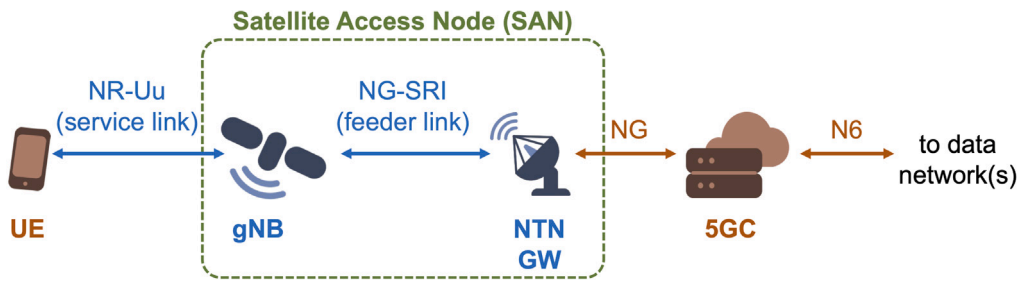 Satellite Access Node (SAN)
NR-Uu
(service link)
NG-SRI
(feeder link)
NG
N6
to data
network(s)
UE
gNB
NTN
GW
5GC